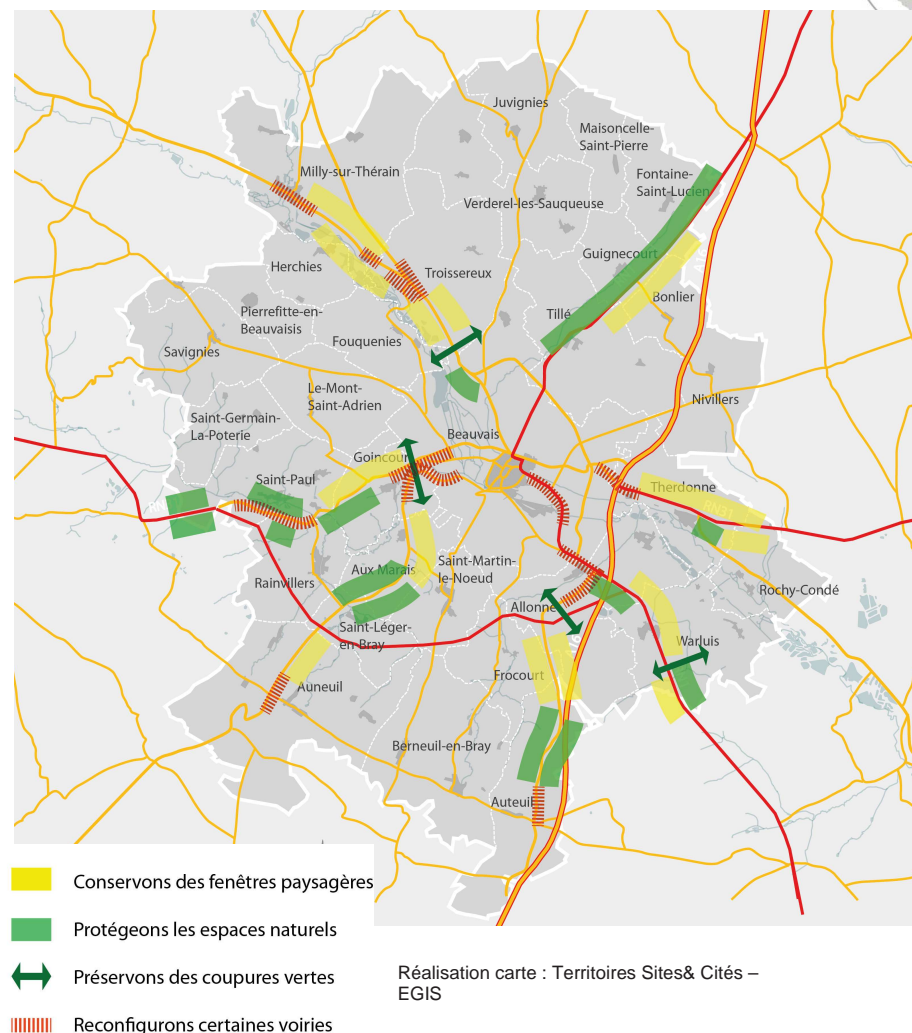 Juvignies
Maisoncelle-
Saint-Pierre
Milly-sur-Thérain
Fontaine-
Saint-Lucien
Verderel-les-Sauqueuse
Guignecourt
Herchies
Troissereux
Bonlier
Pierrefitte-en-
Beauvaisis
Tillé
Fouquenies
Savignies
Le-Mont-
Saint-Adrien
Nivillers
Saint-Germain-
La-Poterie
Beauvais
Goincour
Saint-Paul
Therdonne
N31
Aux Marais
Saint-Martin-
le-Noeud
Rainvillers
Rochy-Condé
Allonne
Saint-Léger-
en-Bray
Warluis
Frocourt
Auneuil
Berneuil-en-Bray
Auteuil
Conservons des fenêtres paysagères
Protégeons les espaces naturels
Préservons des coupures vertes
Réalisation carte : Territoires Sites& Cités –
EGIS
Reconfigurons certaines voiries